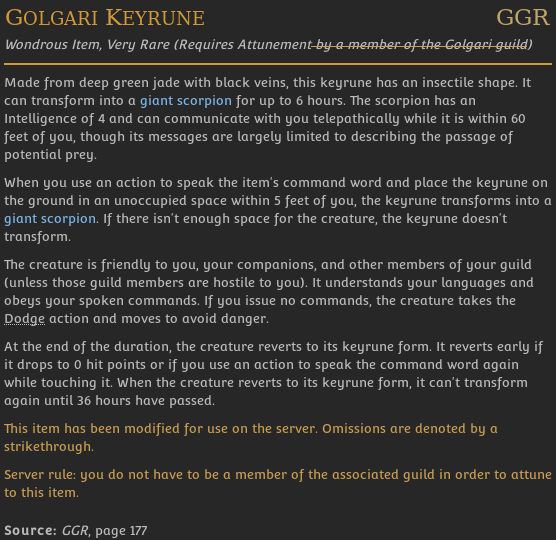 Golgari Keyrune GGR
Wondrous Item, Very Rare (Requires Attunement by a member of the Golgari guild)
Made from deep green jade with black veins, this keyrune has an insectile shape. It
can transform into a giant scorpion for up to 6 hours. The scorpion has an
Intelligence of 4 and can communicate with you telepathically while it is within 60
feet of you, though its messages are largely limited to describing the passage of
potential prey.
When you use an action to speak the item's command word and place the keyrune on
the ground in an unoccupied space within 5 feet of you, the keyrune transforms into a
giant scorpion. If there isn't enough space for the creature, the keyrune doesn't
transform.
The creature is friendly to you, your companions, and other members of your guild
(unless those guild members are hostile to you). It understands your languages and
obeys your spoken commands. If you issue no commands, the creature takes the
Dodge action and moves to avoid danger.
At the end of the duration, the creature reverts to its keyrune form. It reverts early if
it drops to 0 hit points or if you use an action to speak the command word again
while touching it. When the creature reverts to its keyrune form, it can't transform
again until 36 hours have passed.
This item has been modified for use on the server. Omissions are denoted by a
strikethrough.
Server rule: you do not have to be a member of the associated guild in order to attune
to this item.
Source: GGR, page 177